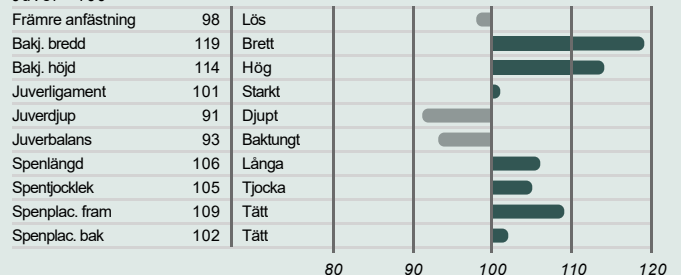 Främre anfästning 98 Lös
Bakj. bredd 119 Brett
Bakj. höjd 114 Hög
Juverligament 101 Starkt
Juverdjup 91 Djupt
Juverbalans 93 Baktungt
Spenlängd 106 Långa
Spentjocklek 105 Tjocka
Spenplac. fram 109 Tätt
Spenplac. bak 102 Tätt
80 90 100 110 120